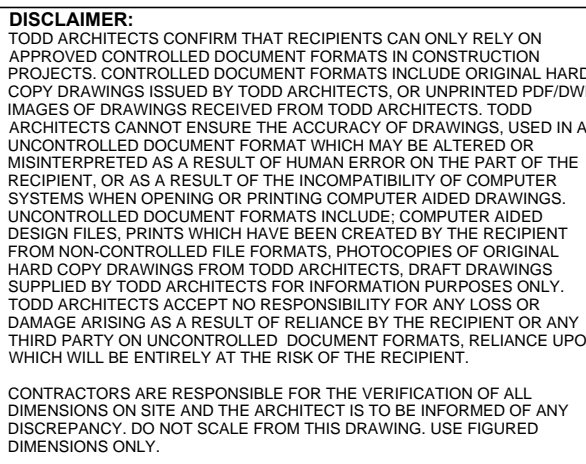 DISCLAIMER:
TODD ARCHITECTS CONFIRM THAT RECIPIENTS CAN ONLY RELY ON
APPROVED CONTROLLED DOCUMENT FORMATS IN CONSTRUCTION
PROJECTS. CONTROLLED DOCUMENT FORMATS INCLUDE ORIGINAL HARD
COPY DRAWINGS ISSUED BY TODD ARCHITECTS, OR UNPRINTED PDF/DW
IMAGES OF DRAWINGS RECEIVED FROM TODD ARCHITECTS. TODD
ARCHITECTS CANNOT ENSURE THE ACCURACY OF DRAWINGS, USED IN A
UNCONTROLLED DOCUMENT FORMAT WHICH MAY BE ALTERED OR
MISINTERPRETED AS A RESULT OF HUMAN ERROR ON THE PART OF THE
RECIPIENT, OR AS A RESULT OF THE INCOMPATIBILITY OF COMPUTER
SYSTEMS WHEN OPENING OR PRINTING COMPUTER AIDED DRAWINGS.
UNCONTROLLED DOCUMENT FORMATS INCLUDE; COMPUTER AIDED
DESIGN FILES, PRINTS WHICH HAVE BEEN CREATED BY THE RECIPIENT
FROM NON-CONTROLLED FILE FORMATS, PHOTOCOPIES OF ORIGINAL
HARD COPY DRAWINGS FROM TODD ARCHITECTS, DRAFT DRAWINGS
SUPPLIED BY TODD ARCHITECTS FOR INFORMATION PURPOSES ONLY.
TODD ARCHITECTS ACCEPT NO RESPONSIBILITY FOR ANY LOSS OR
DAMAGE ARISING AS A RESULT OF RELIANCE BY THE RECIPIENT OR ANY
THIRD PARTY ON UNCONTROLLED DOCUMENT FORMATS, RELIANCE UPO
WHICH WILL BE ENTIRELY AT THE RISK OF THE RECIPIENT.

CONTRACTORS ARE RESPONSIBLE FOR THE VERIFICATION OF ALL
DIMENSIONS ON SITE AND THE ARCHITECT IS TO BE INFORMED OF ANY
DISCREPANCY. DO NOT SCALE FROM THIS DRAWING. USE FIGURED
DIMENSIONS ONLY.